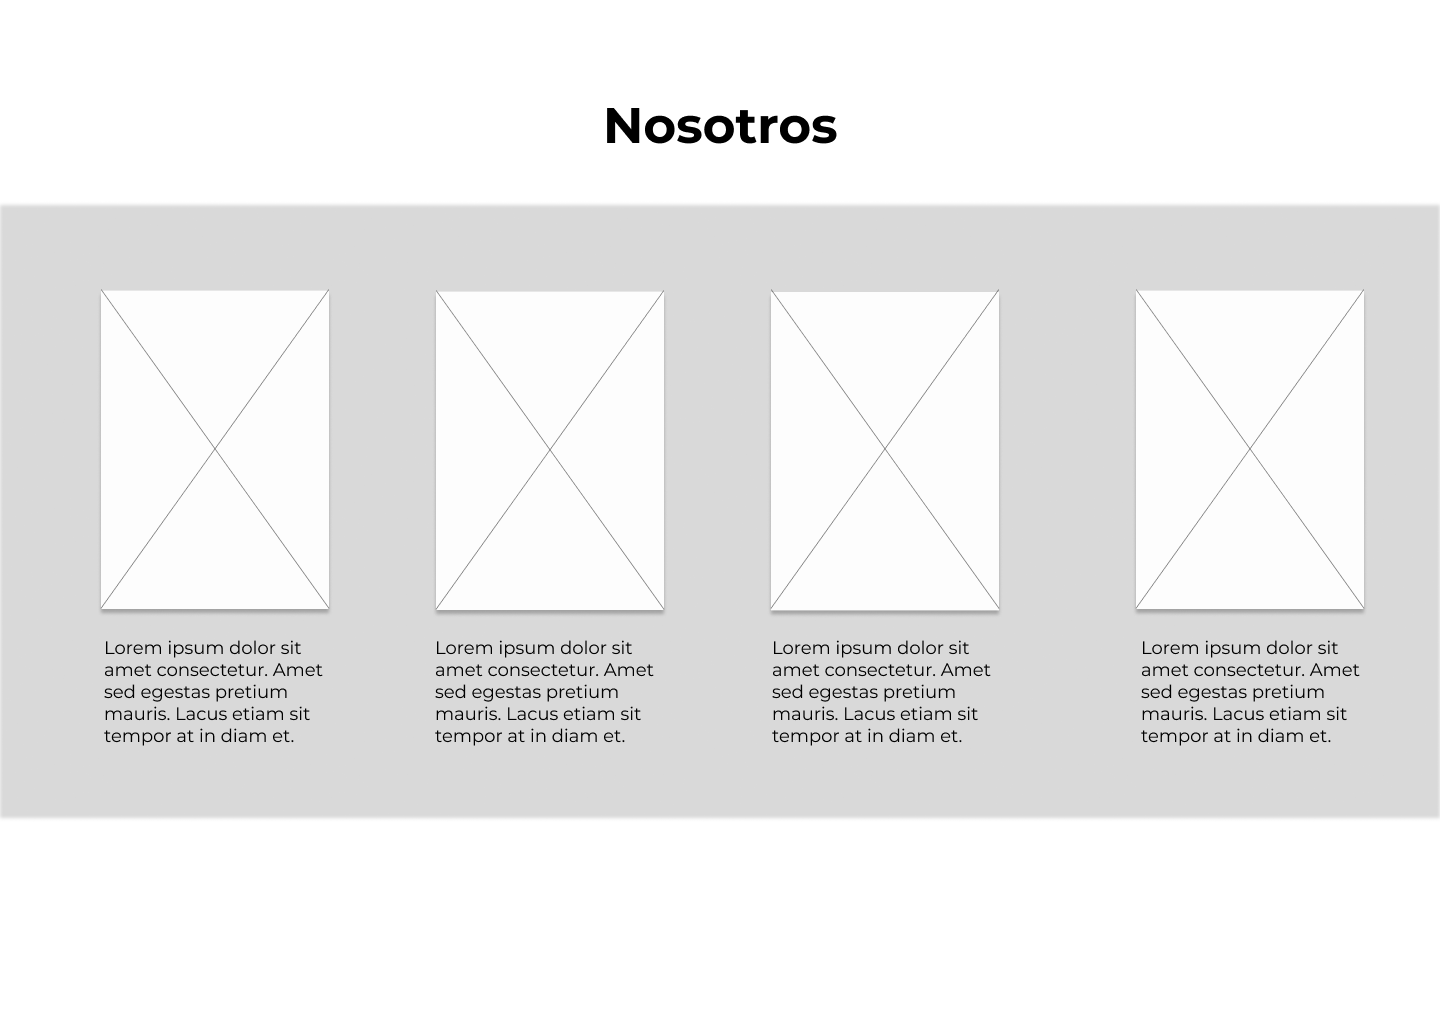 Nosotros
Lorem ipsum dolor sit
amet consectetur. Amet
sed egestas pretium
mauris. Lacus etiam sit
tempor at in diam et.
Lorem ipsum dolor sit
amet consectetur. Amet
sed egestas pretium
mauris. Lacus etiam sit
tempor at in diam et.
Lorem ipsum dolor sit
amet consectetur. Amet
sed egestas pretium
mauris. Lacus etiam sit
tempor at in diam et.
Lorem ipsum dolor sit
amet consectetur. Amet
sed egestas pretium
mauris. Lacus etiam sit
tempor at in diam et.